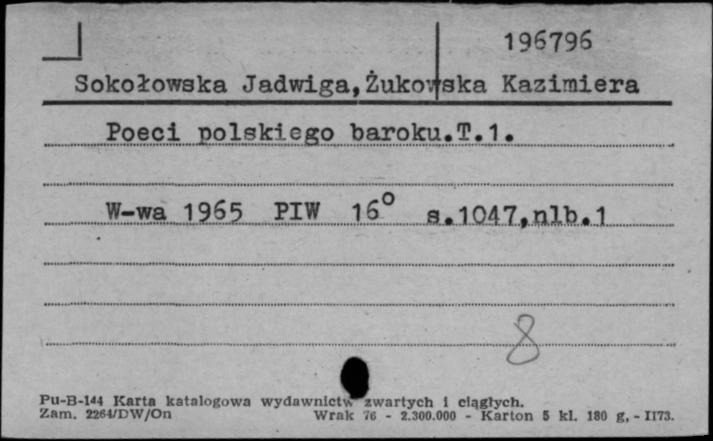 196796
Sokołowska Jadwiga,Żukowska Kazimiera
Poeci polskiego baroku.T.1.
W-wa 1965 PIW 16° s.1047,nlb.1
8
Pu-B-144 Karta katalogowa wydawnictw zwartych i ciągłych.
Zam. 2264/DW/On Wrak 76 - 2.300.000 - Karton 5 kl. 180 g, - II73.